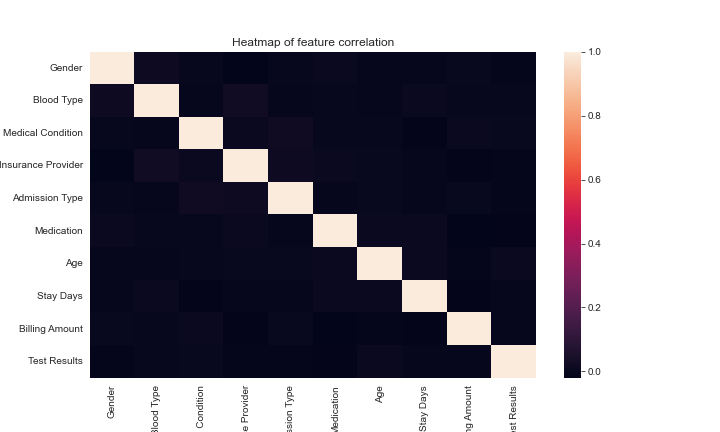 Heatmap of feature correlation
Gender
Blood Type
Medical Condition
Insurance Provider
Admission Type
Medication
Age
Stay Days
Billing Amount
Test Results
1.0
0.8
0.6
0.4
0.2
0.0
Gender
Blood Type
Condition
e Provider
ssion Type
Medication
Age
Stay Days
ng Amount
est Results